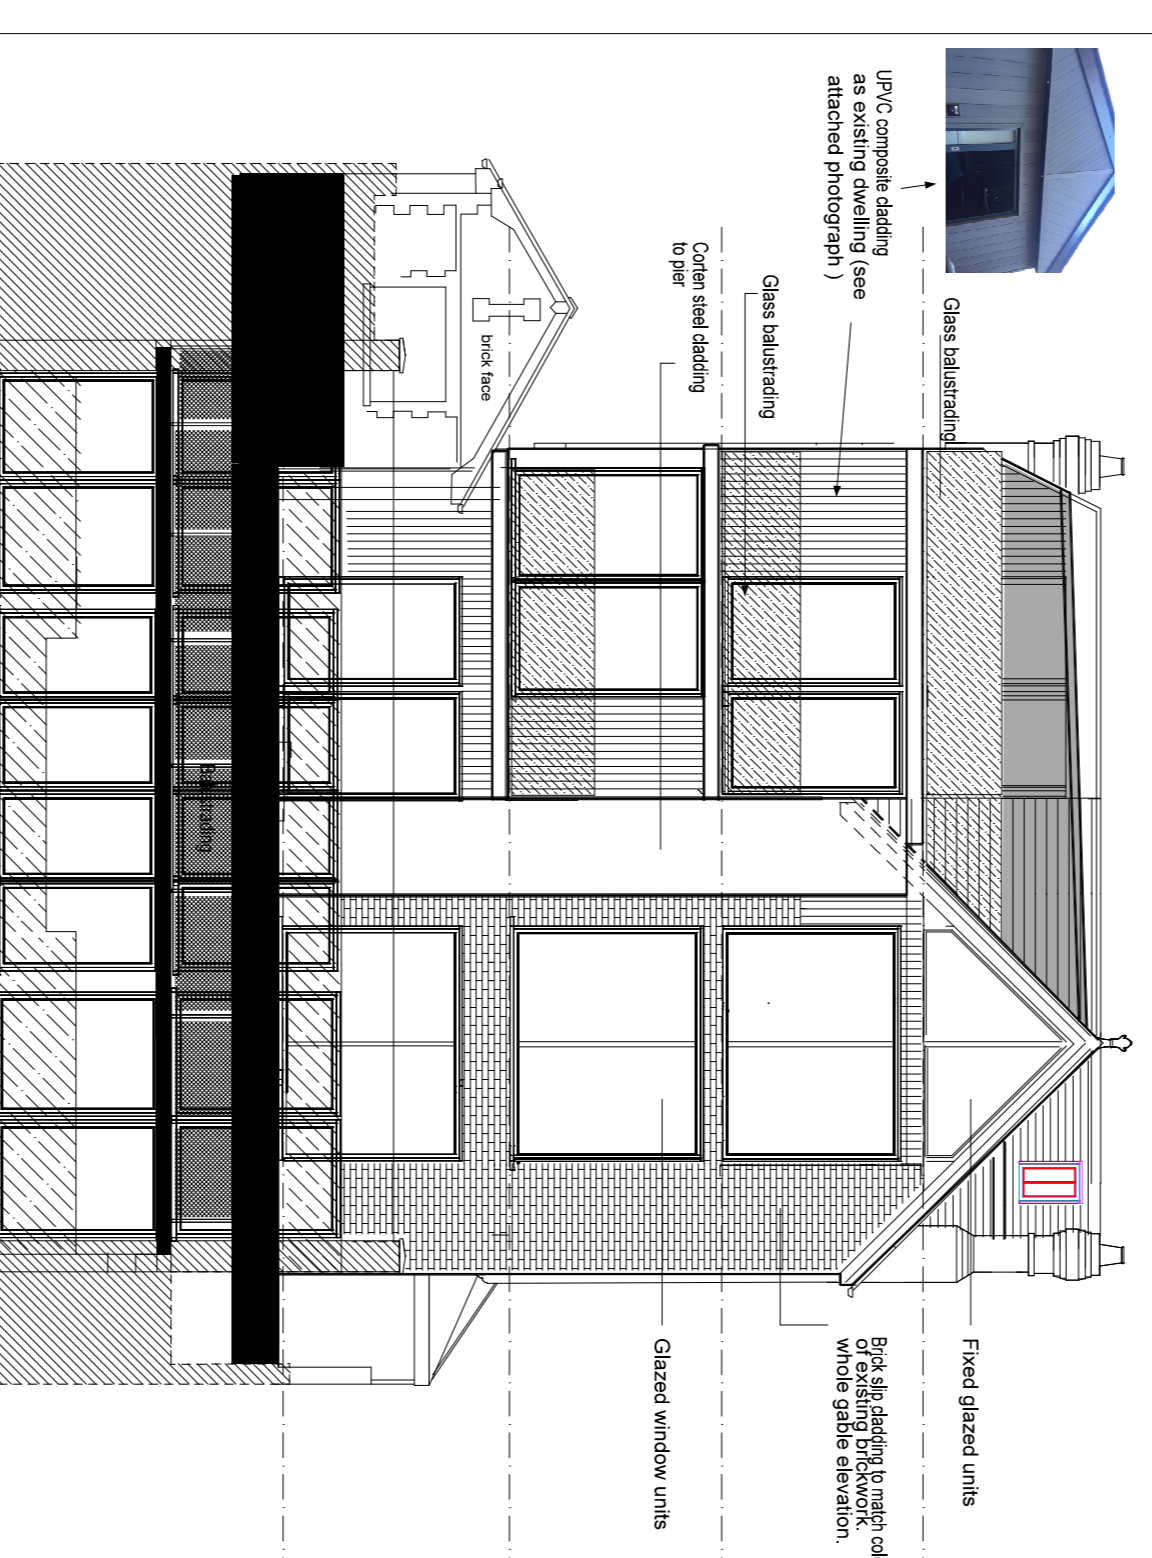 UPVC composite cladding
as existing dwelling (see
attached photograph )
Glass balustrading
Glass balustrading
Corten steel cladding
to pier
brick face
Balustrading
Fixed glazed units
Brick slip cladding to match
of existing brickwork.
whole gable elevation.
Glazed window units